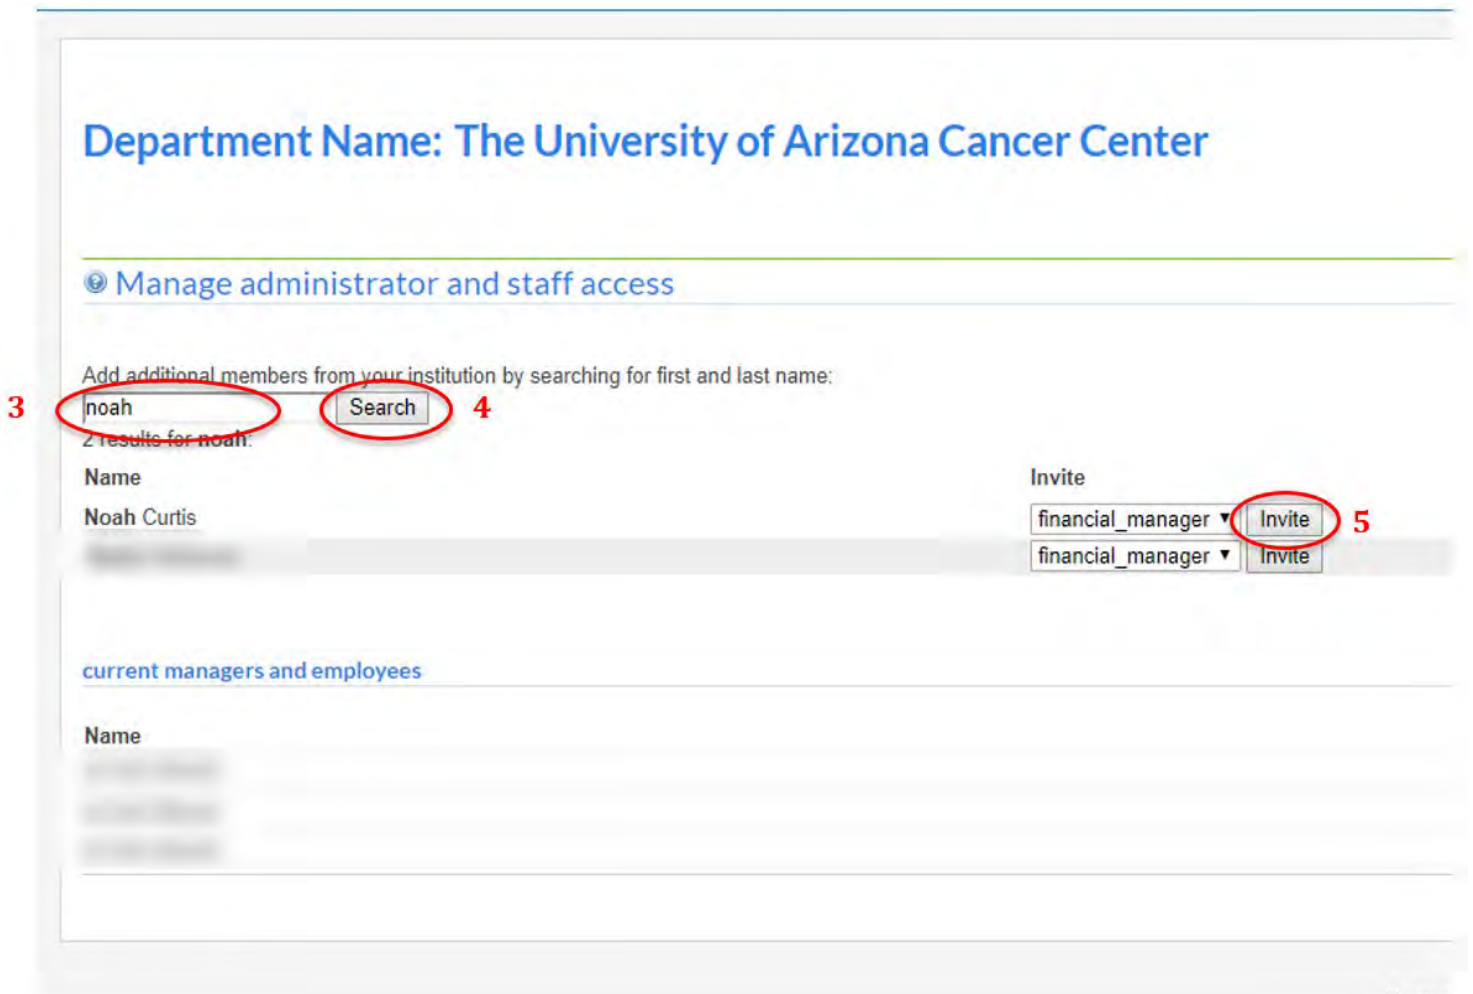 Department Name: The University of Arizona Cancer Center
Manage administrator and staff access
Add additional members from your institution by searching for first and last name:
3 noah Search 4
2 results for noah:
Name Invite
Noah Curtis financial_manager Invite 5
financial_manager Invite
current managers and employees
Name